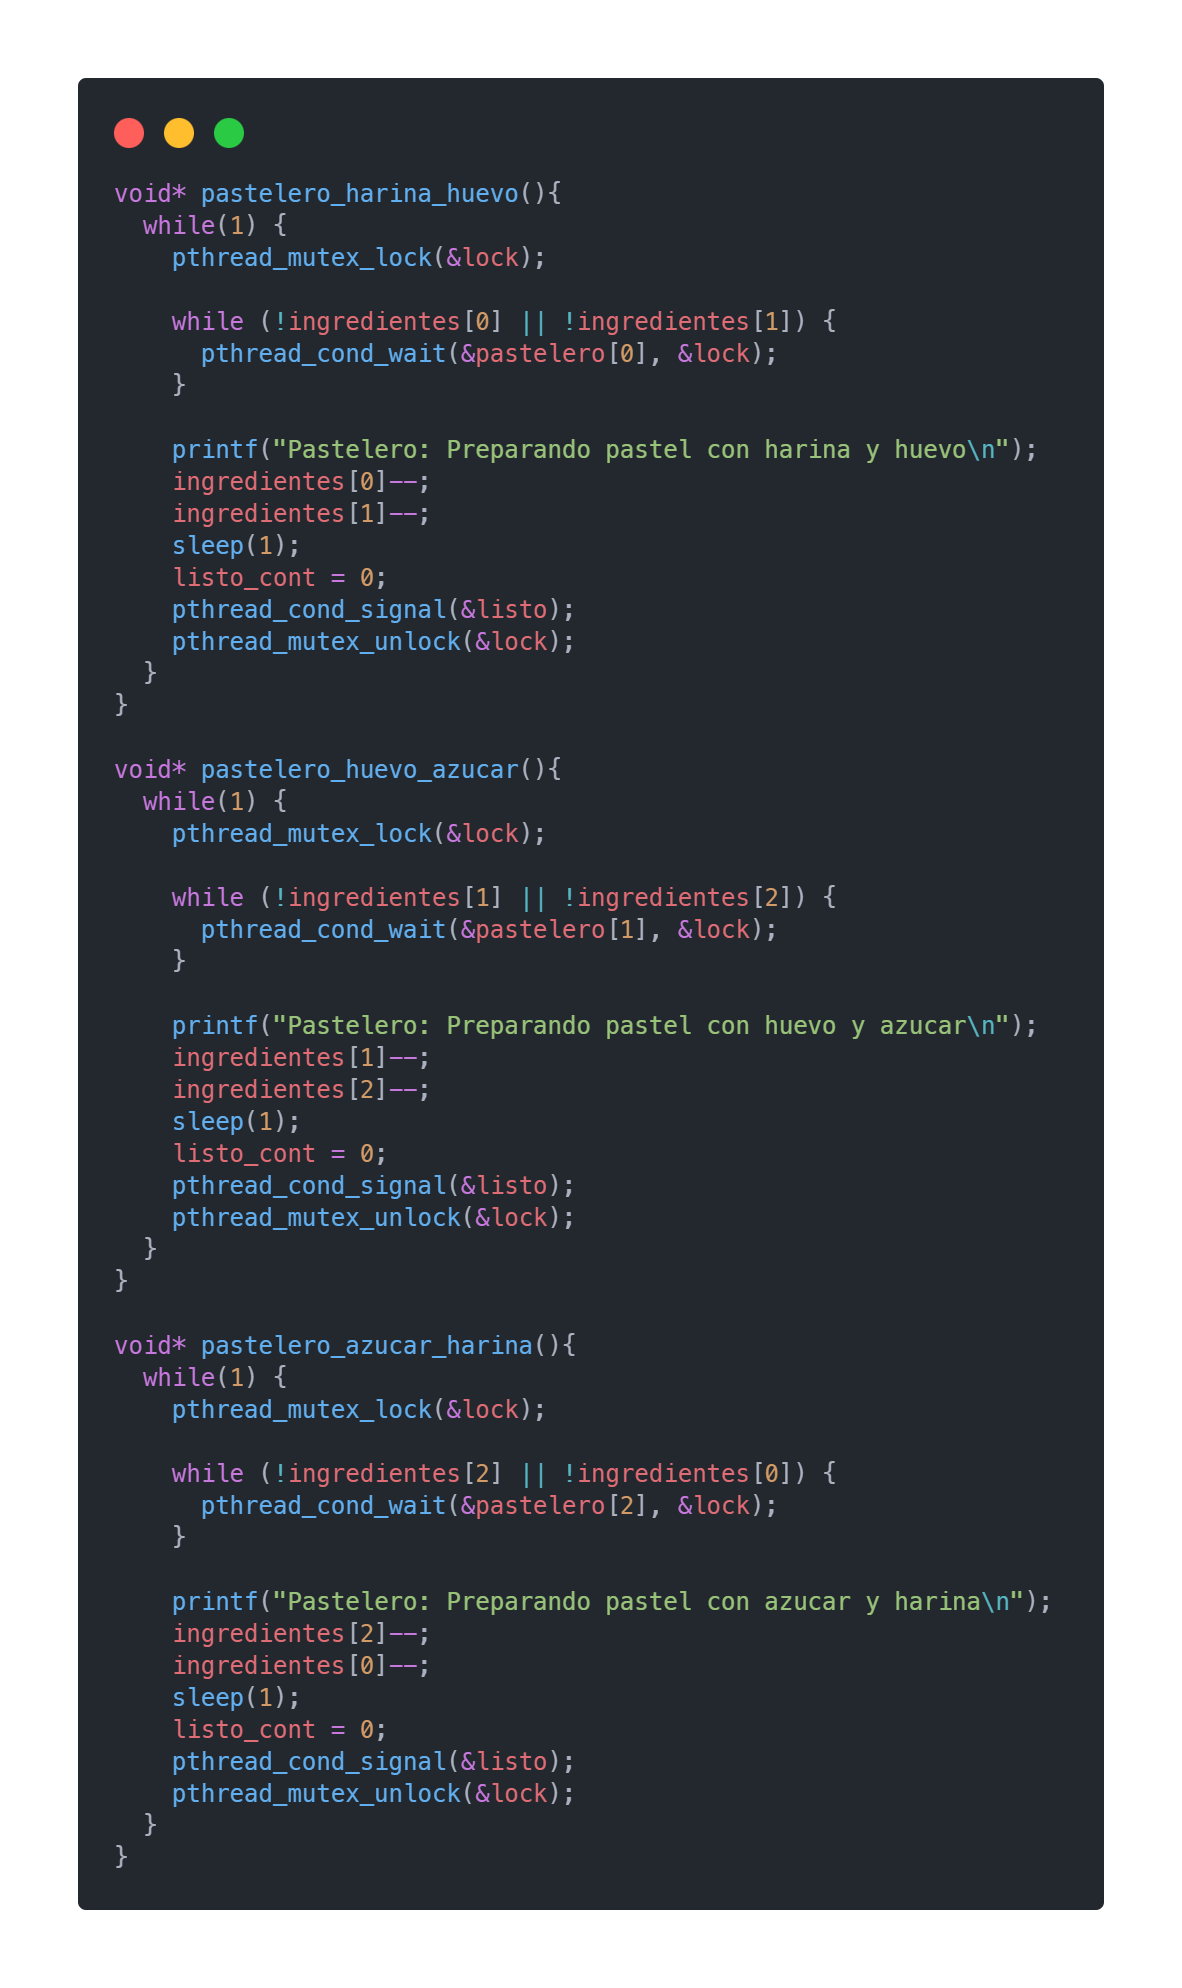 void* pastelero_harina_huevo(){
  while(1) {
    pthread_mutex_lock(&lock);

    while (!ingredientes[0] || !ingredientes[1]) {
      pthread_cond_wait(&pastelero[0], &lock);
    }

    printf("Pastelero: Preparando pastel con harina y huevo\n");
    ingredientes[0]--;
    ingredientes[1]--;
    sleep(1);
    listo_cont = 0;
    pthread_cond_signal(&listo);
    pthread_mutex_unlock(&lock);
  }
}

void* pastelero_huevo_azucar(){
  while(1) {
    pthread_mutex_lock(&lock);

    while (!ingredientes[1] || !ingredientes[2]) {
      pthread_cond_wait(&pastelero[1], &lock);
    }

    printf("Pastelero: Preparando pastel con huevo y azucar\n");
    ingredientes[1]--;
    ingredientes[2]--;
    sleep(1);
    listo_cont = 0;
    pthread_cond_signal(&listo);
    pthread_mutex_unlock(&lock);
  }
}

void* pastelero_azucar_harina(){
  while(1) {
    pthread_mutex_lock(&lock);

    while (!ingredientes[2] || !ingredientes[0]) {
      pthread_cond_wait(&pastelero[2], &lock);
    }

    printf("Pastelero: Preparando pastel con azucar y harina\n");
    ingredientes[2]--;
    ingredientes[0]--;
    sleep(1);
    listo_cont = 0;
    pthread_cond_signal(&listo);
    pthread_mutex_unlock(&lock);
  }
}